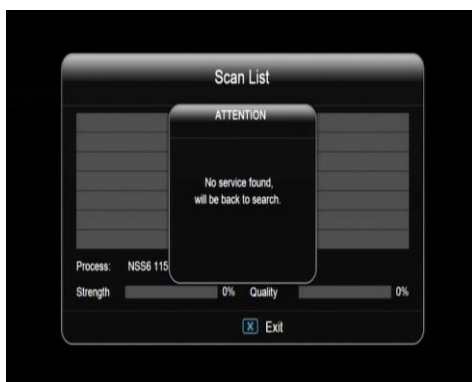 Scan List
ATTENTION
No service found,
will be back to search.
Process: NSS6 115
Strength 0% Quality 0%
X Exit